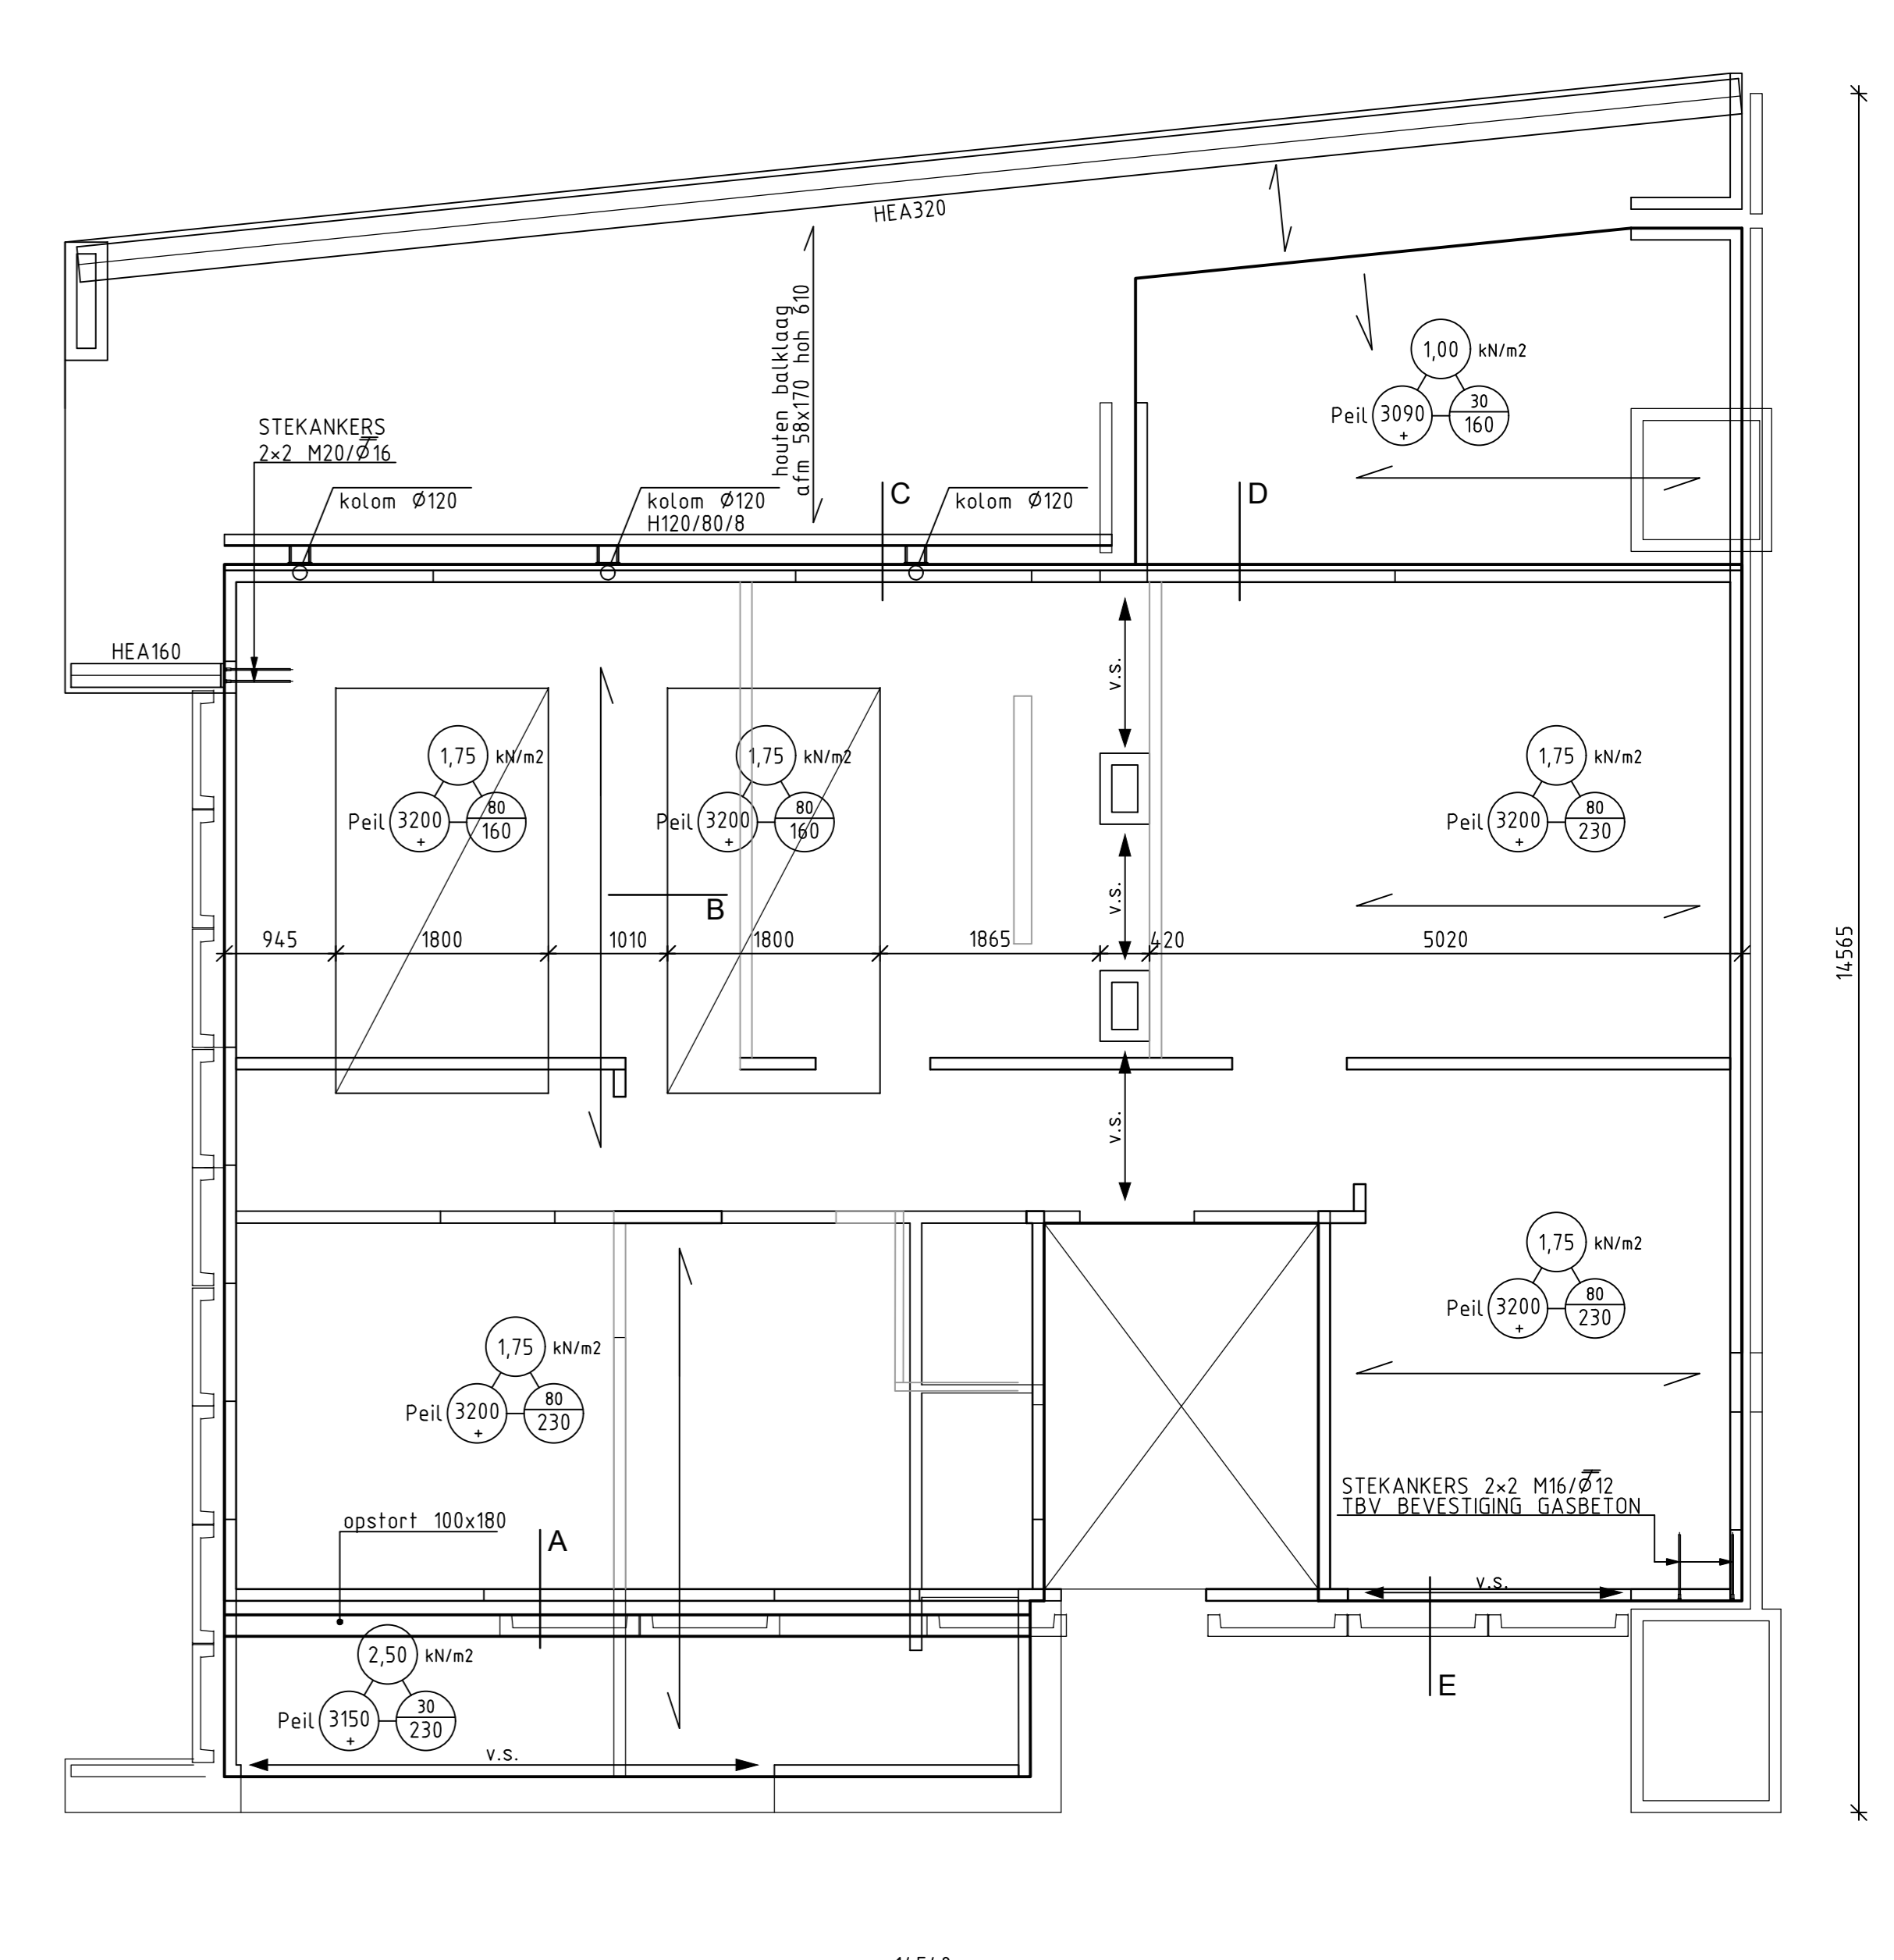 HEA320
houten balklaag
afm 58x170 hoh 610
1,00 kN/m2
Peil 3090 + 30 160
STEKANKERS
2×2 M20/Ø16
kolom Ø120
kolom Ø120
H120/80/8
kolom Ø120
C
D
HEA160
v.s.
1,75 kN/m2
Peil 3200 + 80 160
1,75 kN/m2
Peil 3200 + 80 160
1,75 kN/m2
Peil 3200 + 80 230
v.s.
B
945 1800 1010 1800 1865 420 5020
14565
v.s.
1,75 kN/m2
Peil 3200 + 80 230
1,75 kN/m2
Peil 3200 + 80 230
STEKANKERS 2×2 M16/Ø12
TBV BEVESTIGING GASBETON
opstort 100x180
A
v.s.
2,50 kN/m2
Peil 3150 + 30 230
E
v.s.